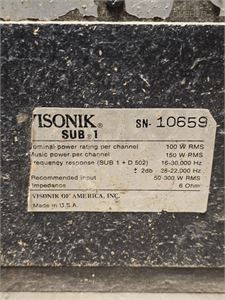 VISONIK®
SUB-1 SN- 10659
Nominal power rating per channel 100 W RMS
Music power per channel 150 W RMS
Frequency response (SUB 1 + D 502) 16-30,000 Hz
± 2db - 28-22,000 Hz
Recommended input 50-300 W RMS
Impedance 6 Ohm
VISONIK OF AMERICA, INC.
Made in U.S.A.